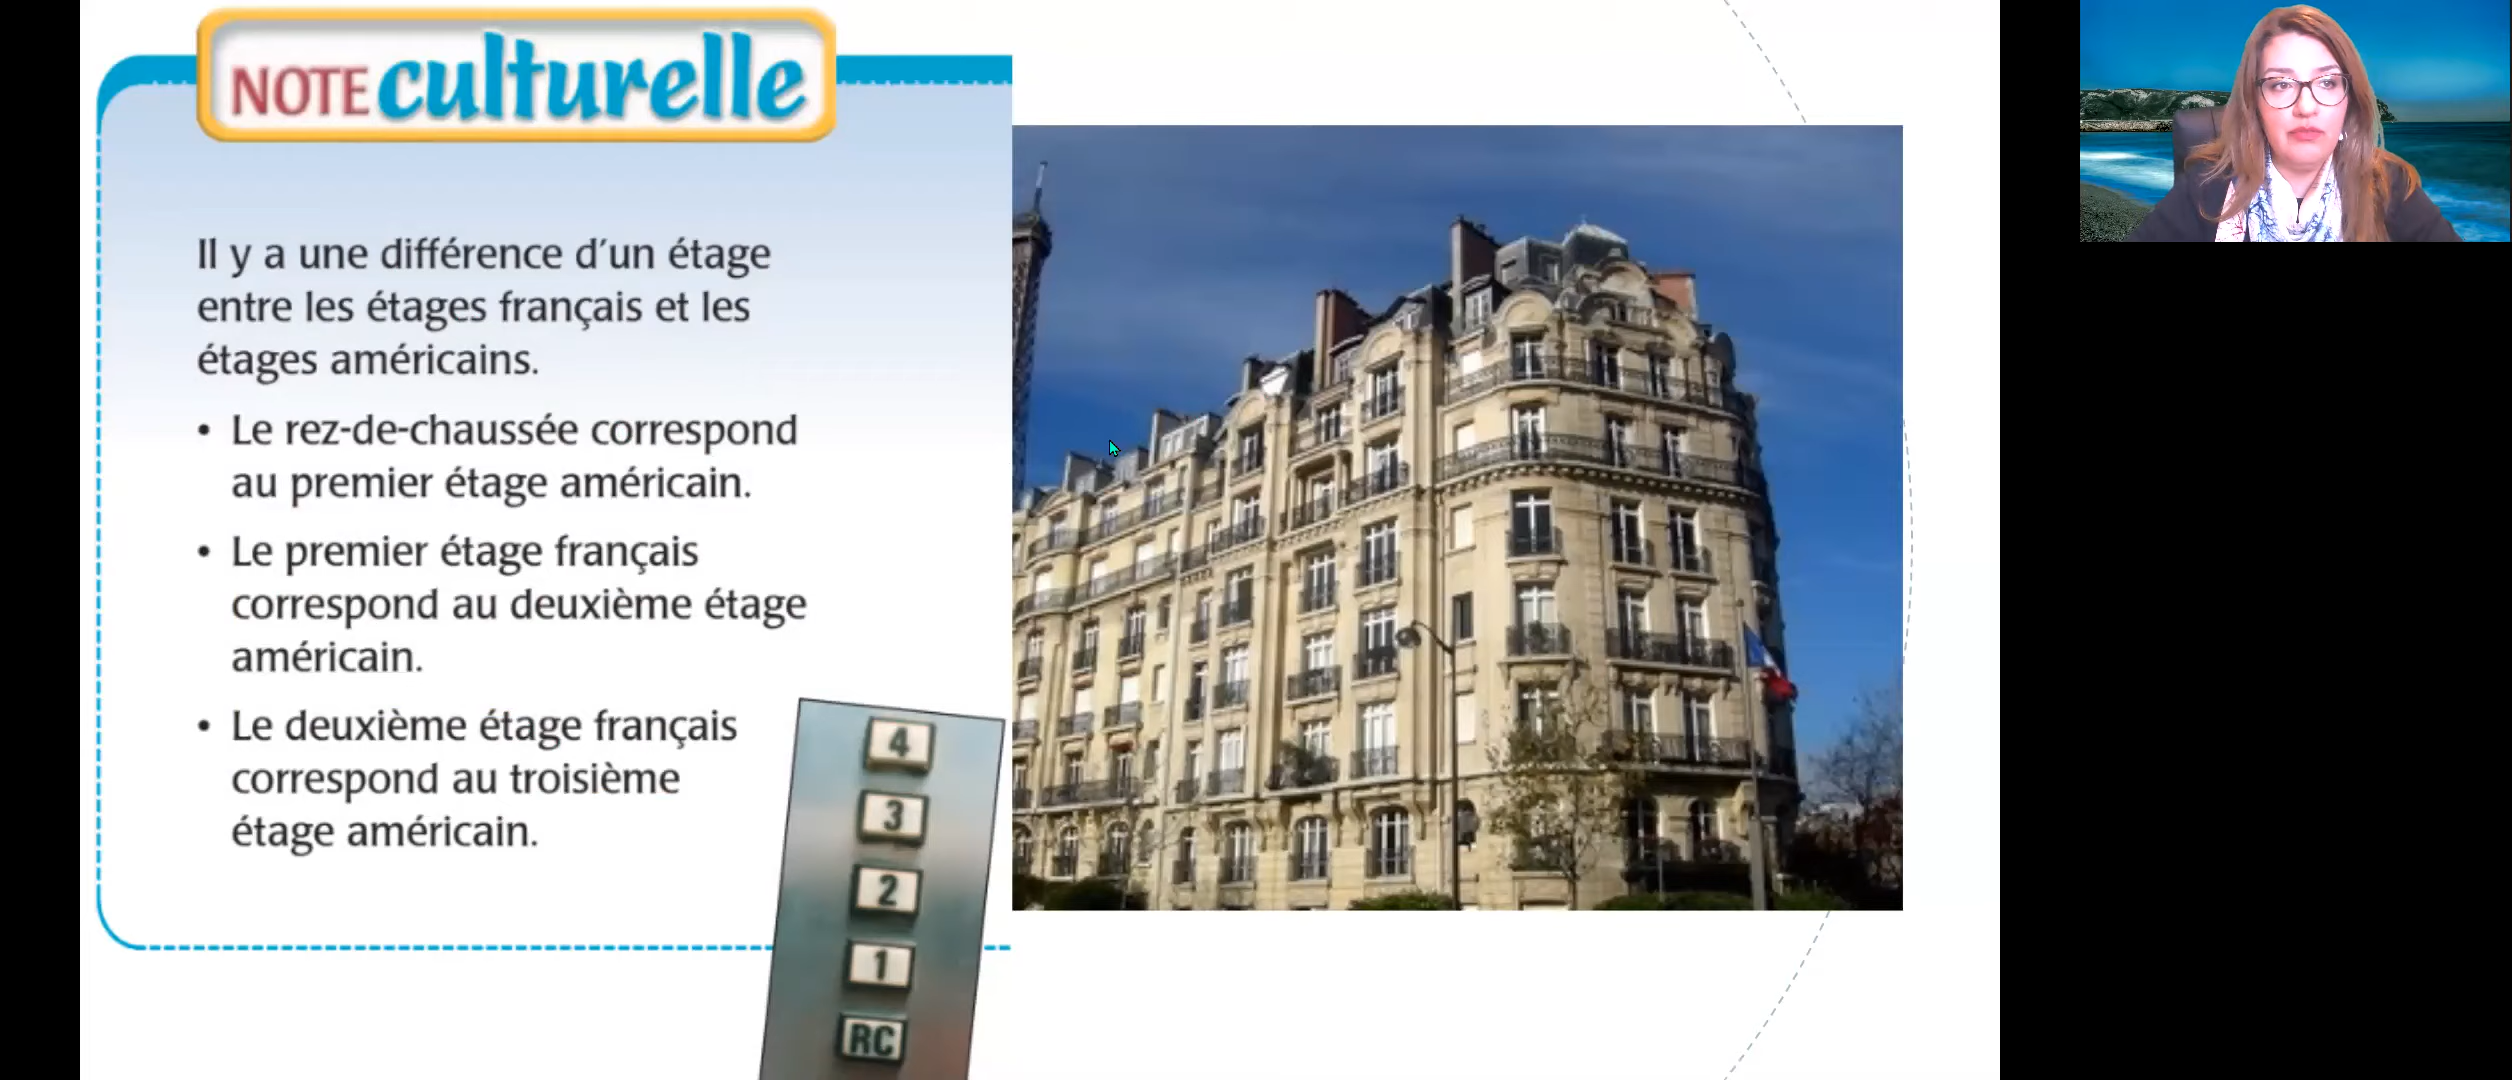 NOTE culturelle
Il y a une différence d'un étage
entre les étages français et les
étages américains.
• Le rez-de-chaussée correspond
au premier étage américain.
• Le premier étage français
correspond au deuxième étage
américain.
• Le deuxième étage français
correspond au troisième
étage américain.
4
3
2
1
RC